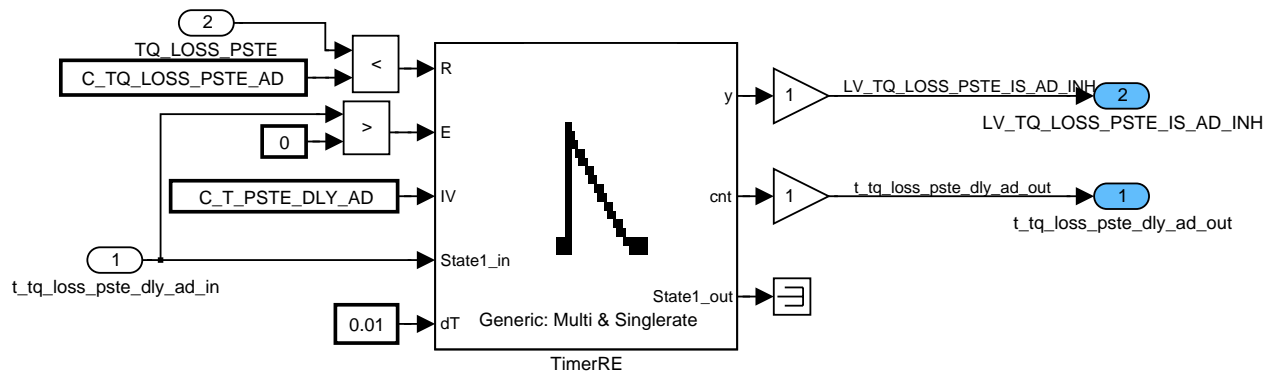 2
TQ_LOSS_PSTE
C_TQ_LOSS_PSTE_AD
<
R
>
0
E
C_T_PSTE_DLY_AD
IV
1
t_tq_loss_pste_dly_ad_in
State1_in
0.01
dT
Generic: Multi & Singlerate
TimerRE
y
1
LV_TQ_LOSS_PSTE_IS_AD_INH
2
LV_TQ_LOSS_PSTE_IS_AD_INH
cnt
1
t_tq_loss_pste_dly_ad_out
1
t_tq_loss_pste_dly_ad_out
State1_out